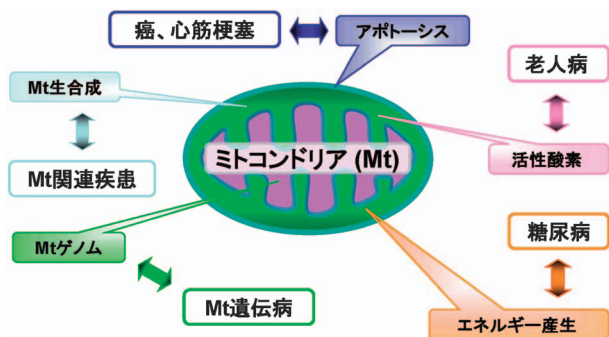 癌、心筋梗塞
アポトーシス
老人病
Mt生合成
ミトコンドリア (Mt)
活性酸素
Mt関連疾患
Mtゲノム
糖尿病
Mt遺伝病
エネルギー産生